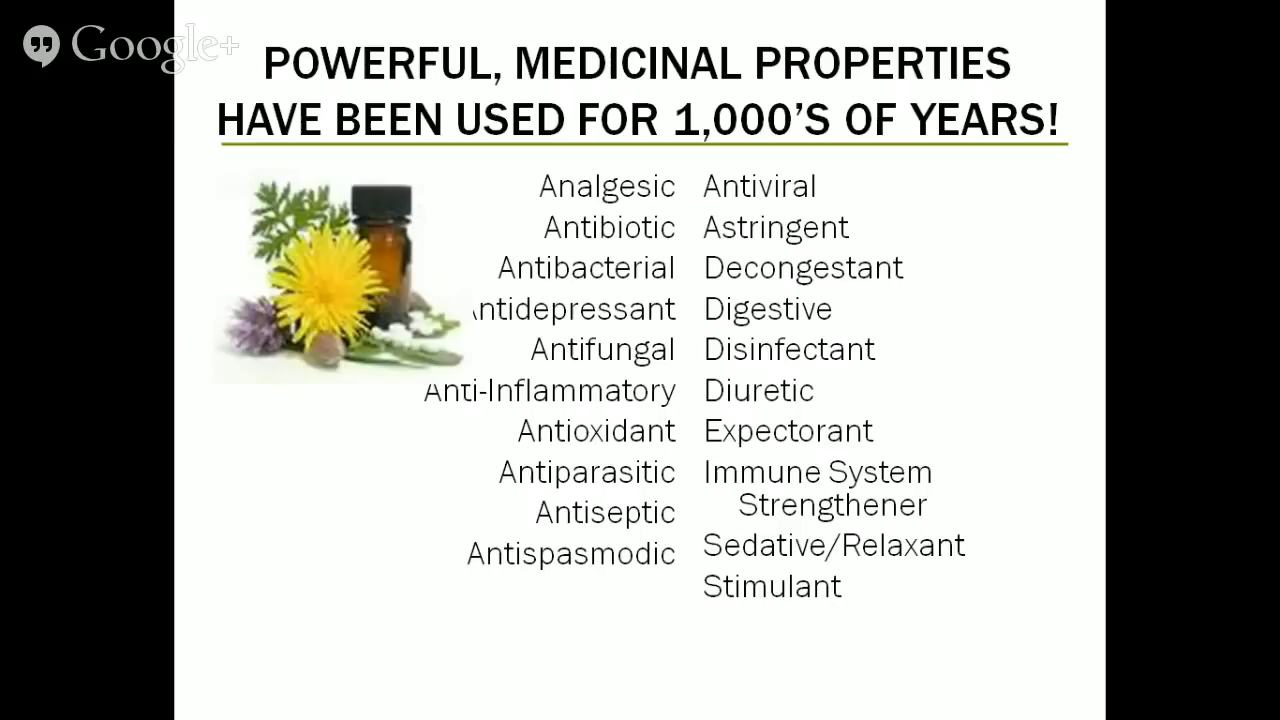 Google+
POWERFUL, MEDICINAL PROPERTIES
HAVE BEEN USED FOR 1,000'S OF YEARS!
Analgesic
Antibiotic
Antibacterial
ntidepressant
Antifungal
Anti-Inflammatory
Antioxidant
Antiparasitic
Antiseptic
Antispasmodic
Antiviral
Astringent
Decongestant
Digestive
Disinfectant
Diuretic
Expectorant
Immune System
Strengthener
Sedative/Relaxant
Stimulant